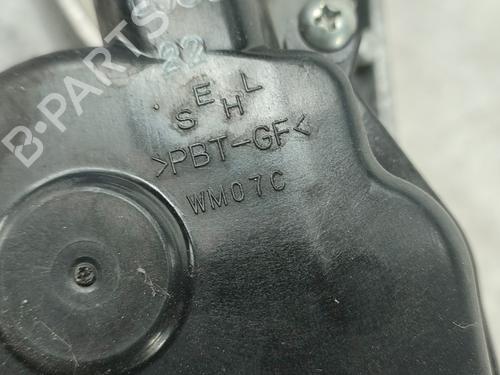 22
SEHL
>PBT-GF<
WM07C
B-PARTS